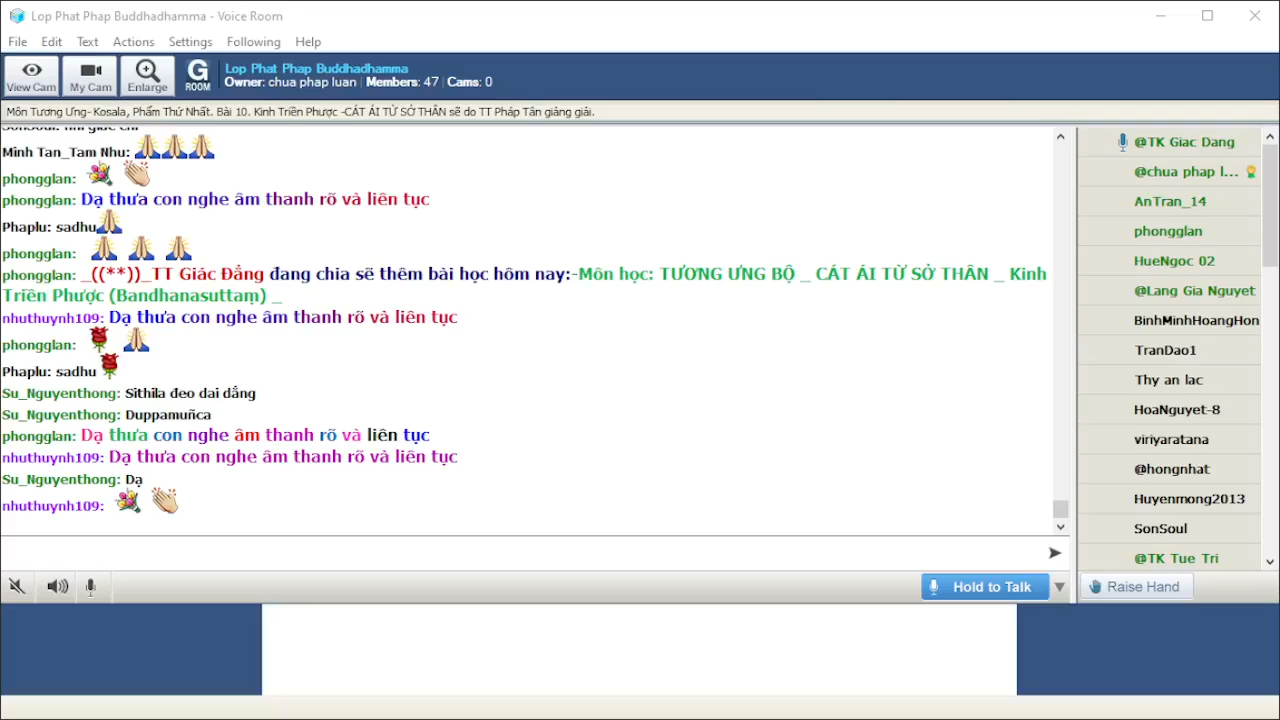 Lop Phat Phap Buddhadhamma - Voice Room
File Edit Text Actions Settings Following Help
View Cam My Cam Enlarge G ROOM
Lop Phat Phap Buddhadhamma
Owner: chua phap luan | Members: 47 | Cams: 0
Môn Tương Ưng- Kosala, Phẩm Thứ Nhất. Bài 10. Kinh Triền Phược -CÁT ÁI TỪ SỞ THÂN sẽ do TT Pháp Tân giảng giải.
Minh Tan_Tam Nhu:
phongglan:
phongglan: Dạ thưa con nghe âm thanh rõ và liên tục
Phaplu: sadhu
phongglan:
phongglan: _((**))_TT Giác Đẳng đang chia sẽ thêm bài học hôm nay:-Môn học: TƯƠNG ƯNG BỘ _ CÁT ÁI TỪ SỞ THÂN _ Kinh
Triền Phược (Bandhanasuttaṃ) _
nhuthuynh109: Dạ thưa con nghe âm thanh rõ và liên tục
phongglan:
Phaplu: sadhu
Su_Nguyenthong: Sithila đeo dai dẳng
Su_Nguyenthong: Duppamuñca
phongglan: Dạ thưa con nghe âm thanh rõ và liên tục
nhuthuynh109: Dạ thưa con nghe âm thanh rõ và liên tục
Su_Nguyenthong: Dạ
nhuthuynh109:
Hold to Talk
@TK Giac Dang
@chua phap l...
AnTran_14
phongglan
HueNgoc 02
@Lang Gia Nguyet
BinhMinhHoangHon
TranDao1
Thy an lac
HoaNguyet-8
viriyaratana
@hongnhat
Huyenmong2013
SonSoul
@TK Tue Tri
Raise Hand